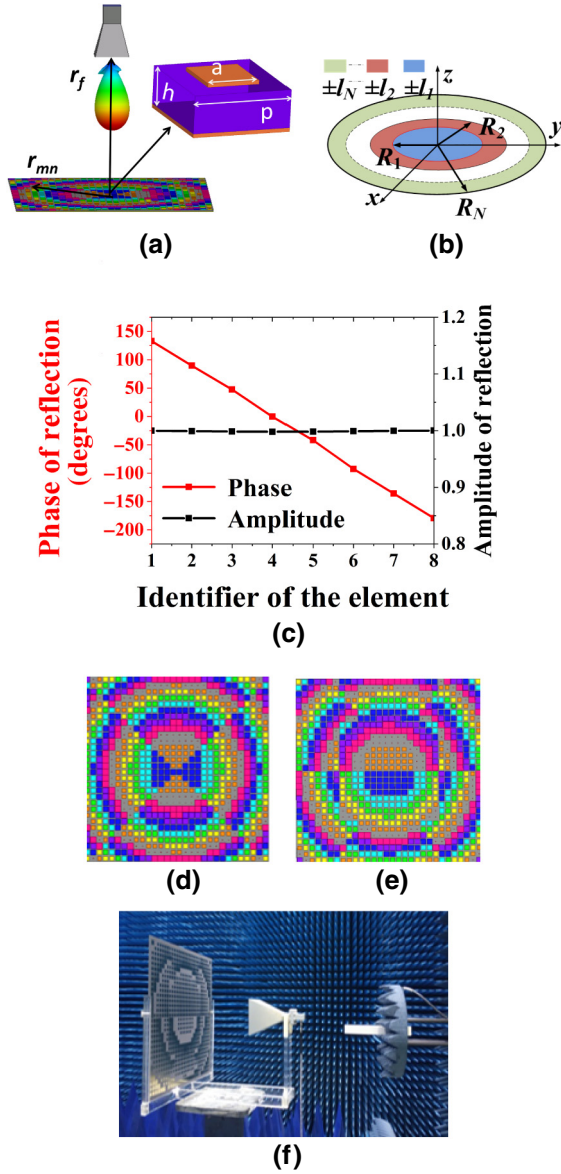 r_f
a
h
p
r_mn
(a)
±l_N ··· ±l_2 ±l_1
z
y
R_2
R_1
x
R_N
(b)
Phase of reflection
(degrees)
150
100
50
0
−50
−100
−150
−200
Phase
Amplitude
1.2
1.1
1.0
0.9
0.8
Amplitude of reflection
1 2 3 4 5 6 7 8
Identifier of the element
(c)
(d)
(e)
(f)